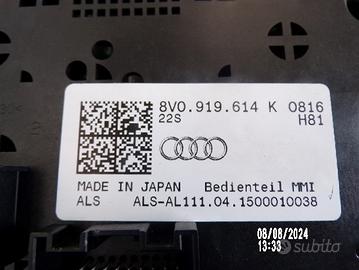 8V0.919.614 K 0816
22S H81
MADE IN JAPAN Bedienteil MMI
ALS ALS-AL111.04.1500010038
08/08/2024
13:33
subito